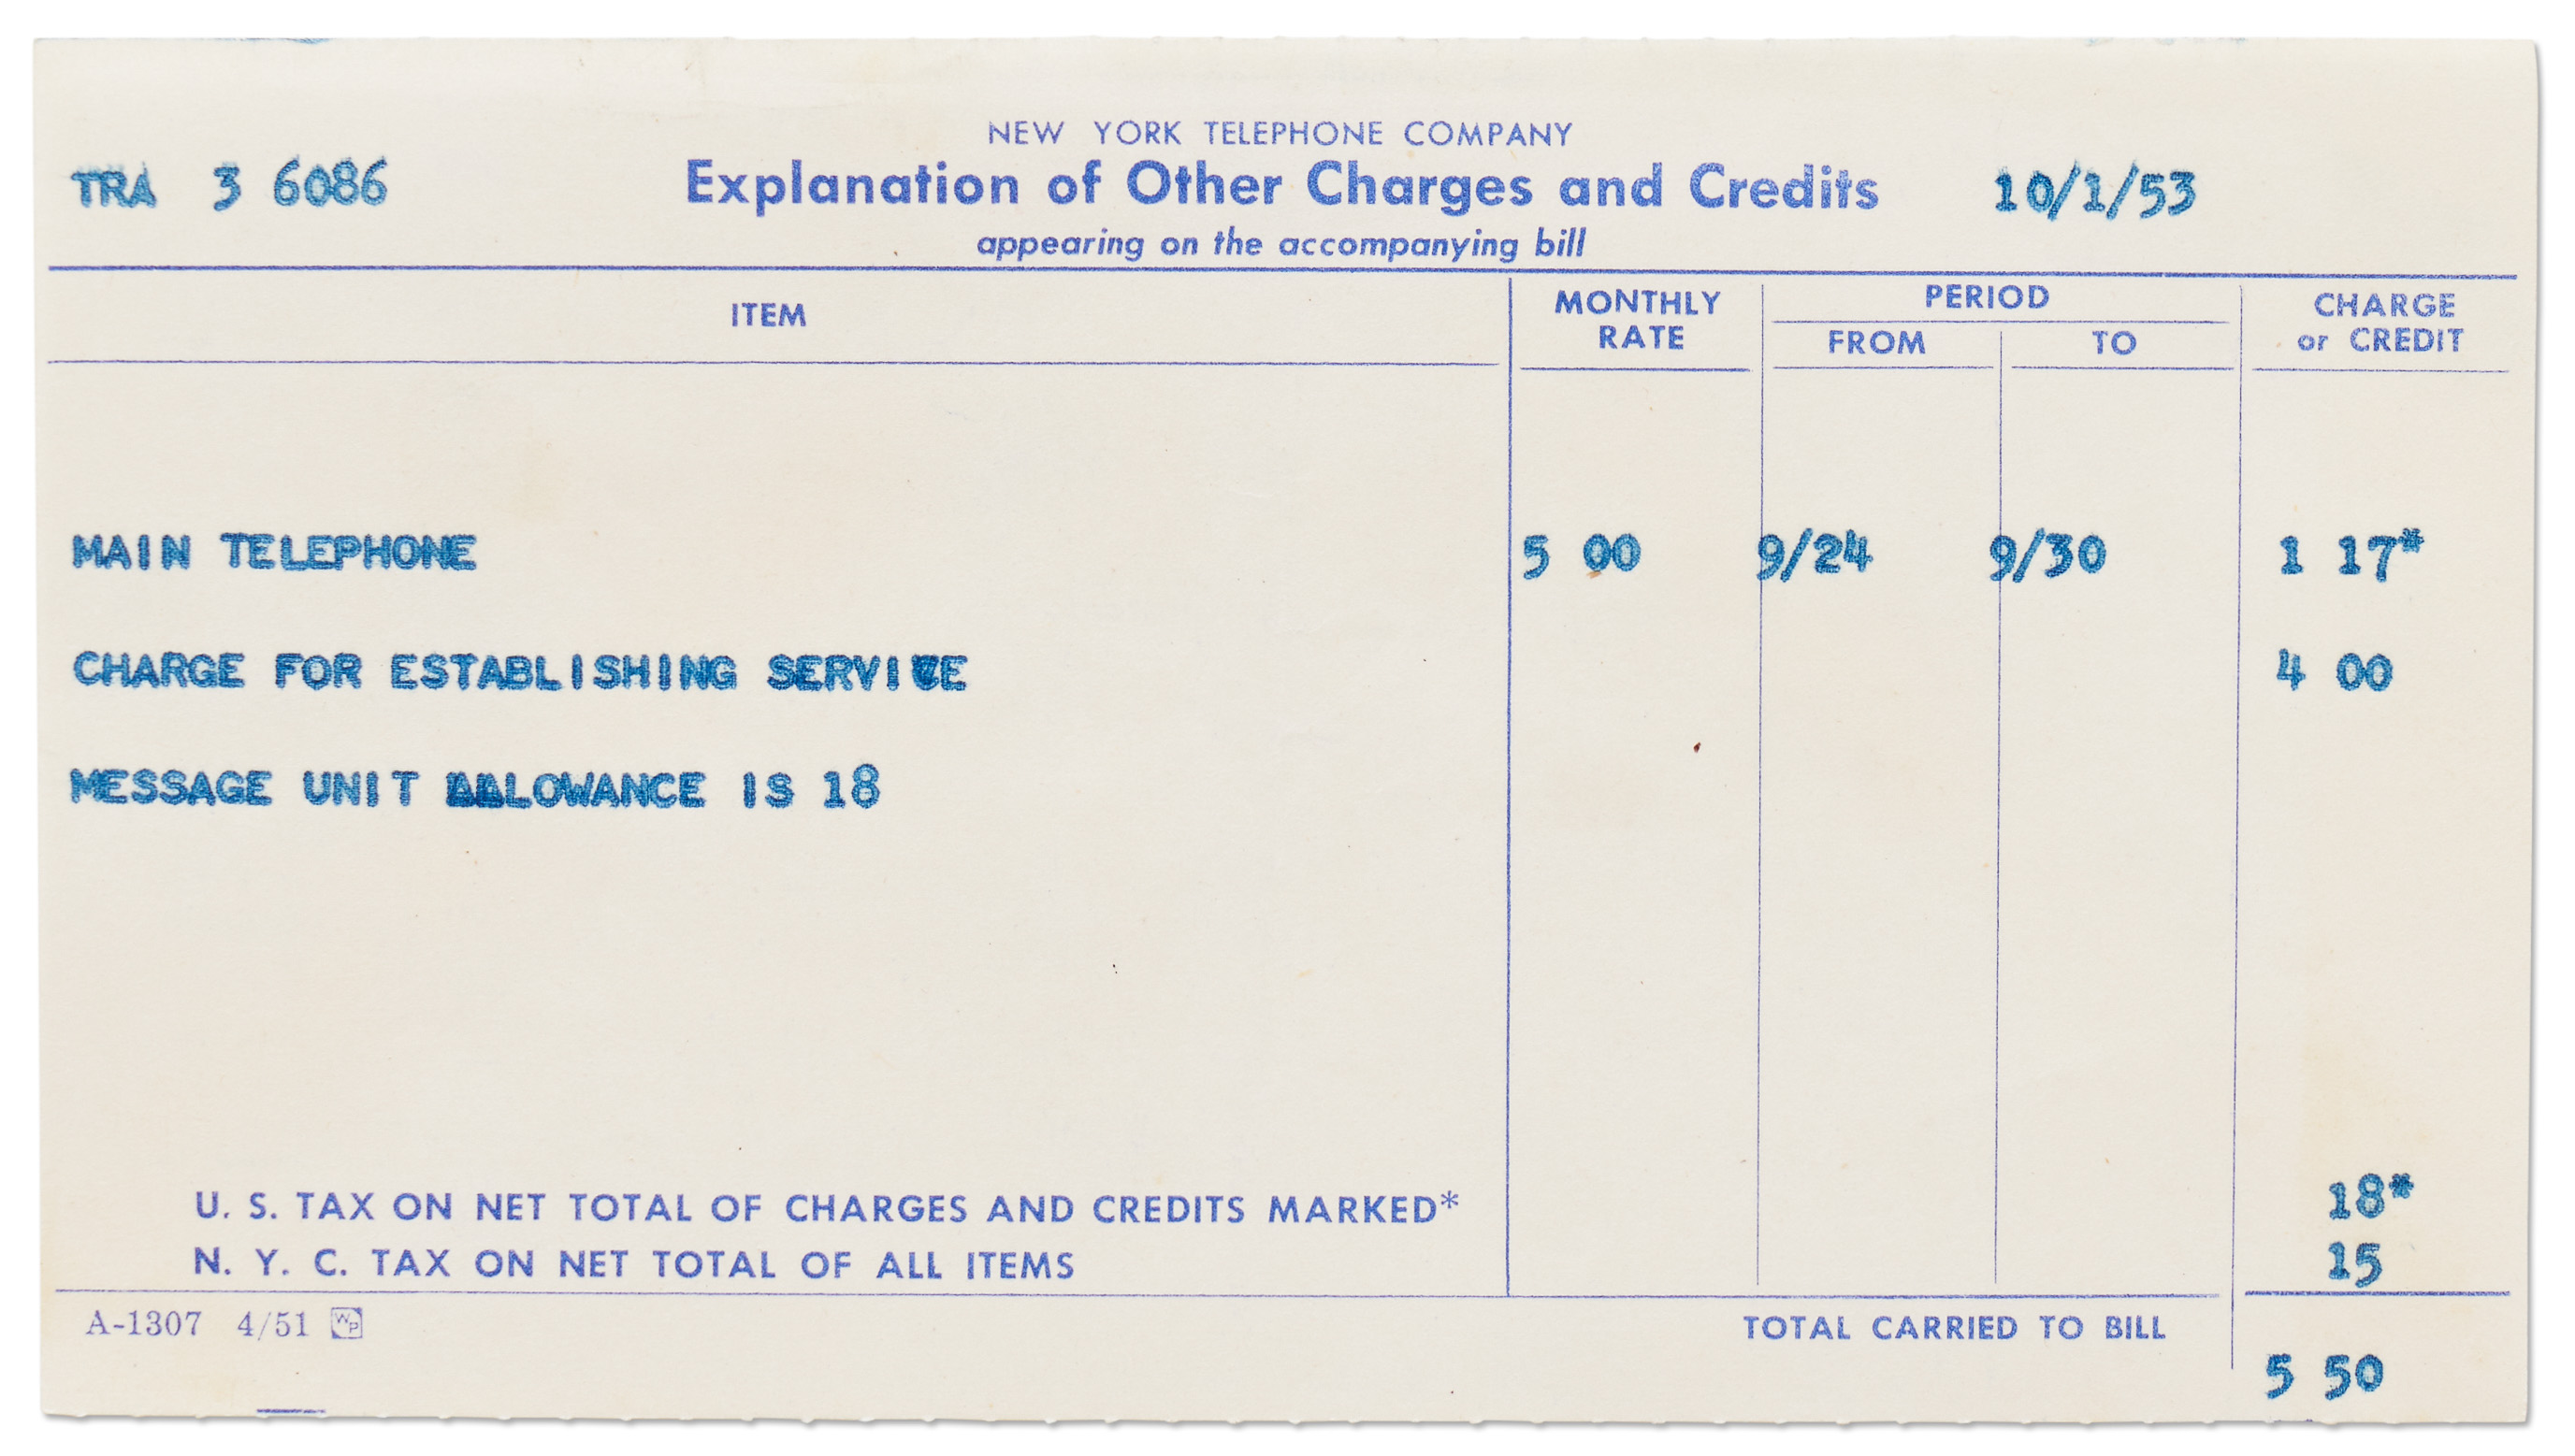 NEW YORK TELEPHONE COMPANY
TRA 3 6086 Explanation of Other Charges and Credits 10/1/53
appearing on the accompanying bill
ITEM MONTHLY RATE PERIOD FROM TO CHARGE or CREDIT
MAIN TELEPHONE 5 00 9/24 9/30 1 17*
CHARGE FOR ESTABLISHING SERVICE 4 00
MESSAGE UNIT ALLOWANCE IS 18
U. S. TAX ON NET TOTAL OF CHARGES AND CREDITS MARKED* 18*
N. Y. C. TAX ON NET TOTAL OF ALL ITEMS 15
A-1307 4/51 WP TOTAL CARRIED TO BILL
5 50